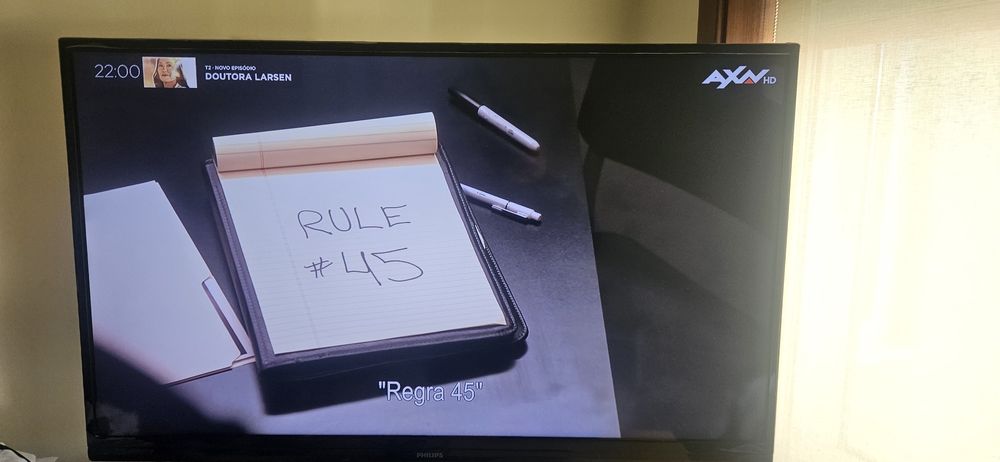 22:00
T2 · NOVO EPISÓDIO
DOUTORA LARSEN
AXN HD
RULE
#45
"Regra 45"
PHILIPS